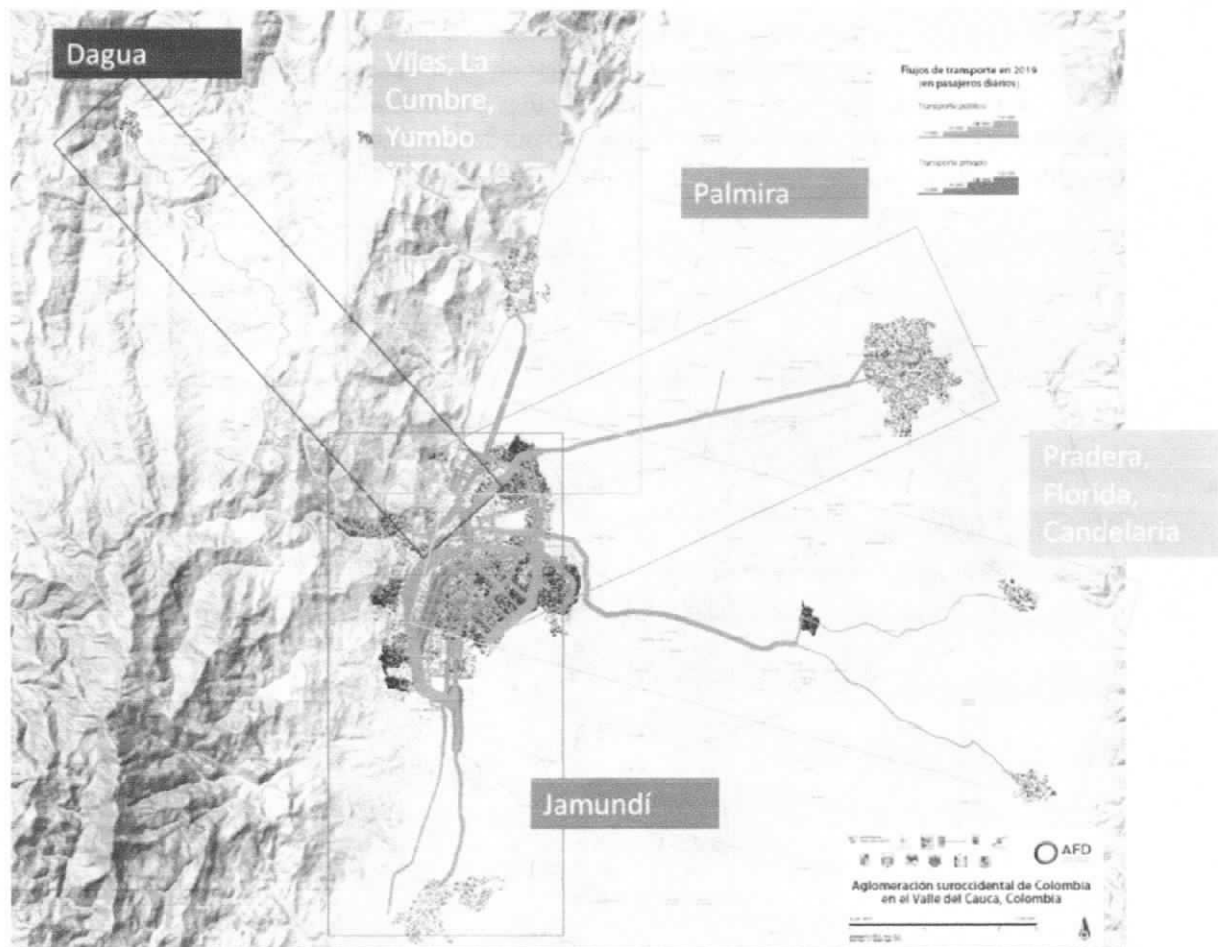 Dagua
Vijes, La
Cumbre,
Yumbo
Flujos de transporte en 2019
(en pasajeros diários)
Transporte público
Transporte privado
Palmira
Pradera,
Florida,
Candelaria
Jamundí
AFD
Aglomeración suroccidental de Colombia
en el Valle del Cauca, Colombia